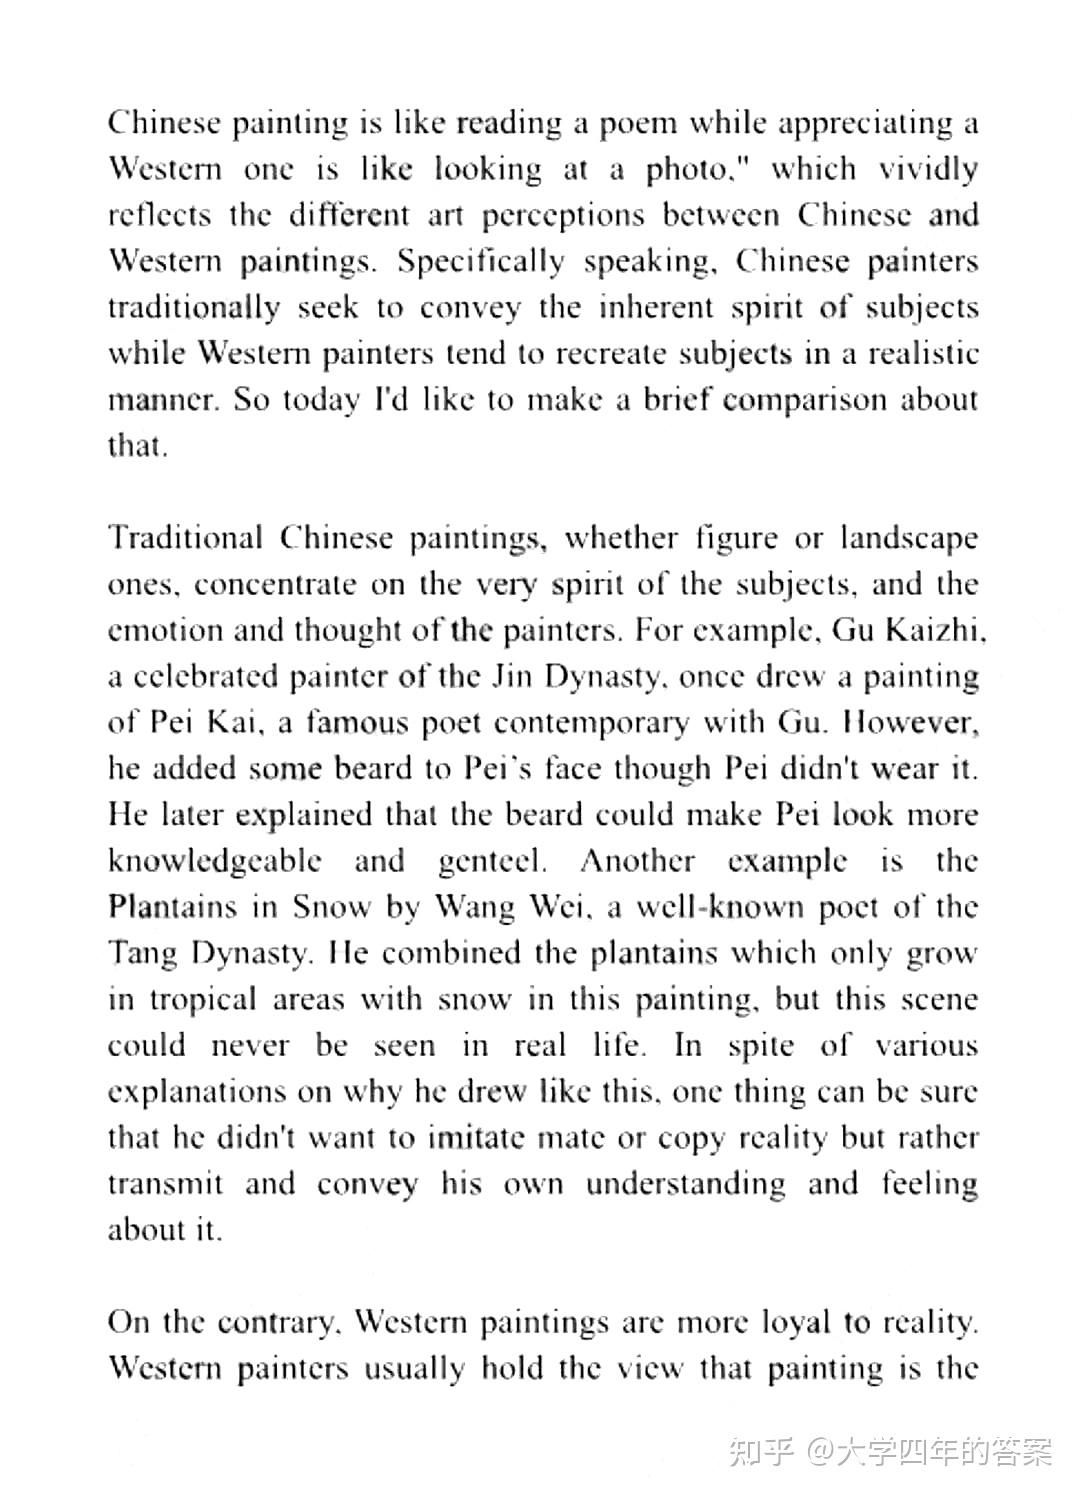 Chinese painting is like reading a poem while appreciating a
Western one is like looking at a photo," which vividly
reflects the different art perceptions between Chinese and
Western paintings. Specifically speaking, Chinese painters
traditionally seek to convey the inherent spirit of subjects
while Western painters tend to recreate subjects in a realistic
manner. So today I'd like to make a brief comparison about
that.
Traditional Chinese paintings, whether figure or landscape
ones, concentrate on the very spirit of the subjects, and the
emotion and thought of the painters. For example, Gu Kaizhi,
a celebrated painter of the Jin Dynasty, once drew a painting
of Pei Kai, a famous poet contemporary with Gu. However,
he added some beard to Pei's face though Pei didn't wear it.
He later explained that the beard could make Pei look more
knowledgeable and genteel. Another example is the
Plantains in Snow by Wang Wei, a well-known poet of the
Tang Dynasty. He combined the plantains which only grow
in tropical areas with snow in this painting, but this scene
could never be seen in real life. In spite of various
explanations on why he drew like this, one thing can be sure
that he didn't want to imitate mate or copy reality but rather
transmit and convey his own understanding and feeling
about it.
On the contrary, Western paintings are more loyal to reality.
Western painters usually hold the view that painting is the
知乎 @大学四年的答案